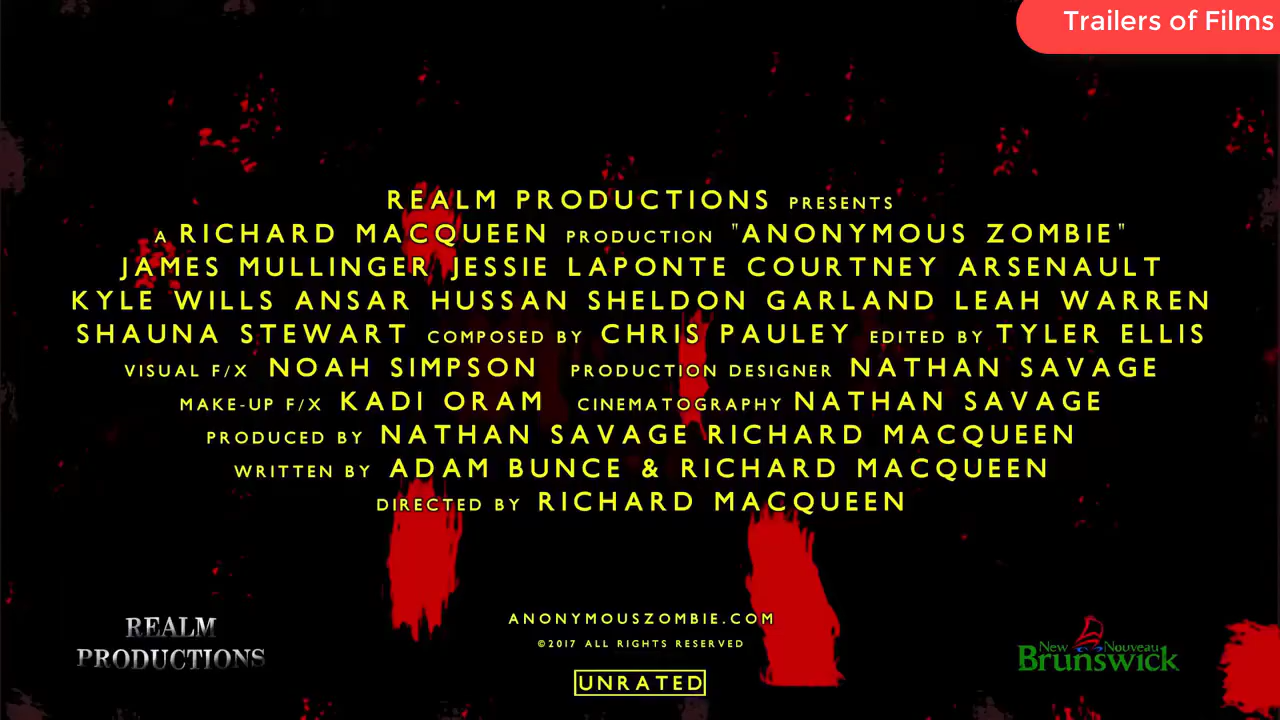 Trailers of Films
REALM PRODUCTIONS PRESENTS
A RICHARD MACQUEEN PRODUCTION "ANONYMOUS ZOMBIE"
JAMES MULLINGER JESSIE LAPONTE COURTNEY ARSENAULT
KYLE WILLS ANSAR HUSSAN SHELDON GARLAND LEAH WARREN
SHAUNA STEWART COMPOSED BY CHRIS PAULEY EDITED BY TYLER ELLIS
VISUAL F/X NOAH SIMPSON PRODUCTION DESIGNER NATHAN SAVAGE
MAKE-UP F/X KADI ORAM CINEMATOGRAPHY NATHAN SAVAGE
PRODUCED BY NATHAN SAVAGE RICHARD MACQUEEN
WRITTEN BY ADAM BUNCE & RICHARD MACQUEEN
DIRECTED BY RICHARD MACQUEEN
ANONYMOUSZOMBIE.COM
©2017 ALL RIGHTS RESERVED
UNRATED
REALM
PRODUCTIONS
New Nouveau
Brunswick